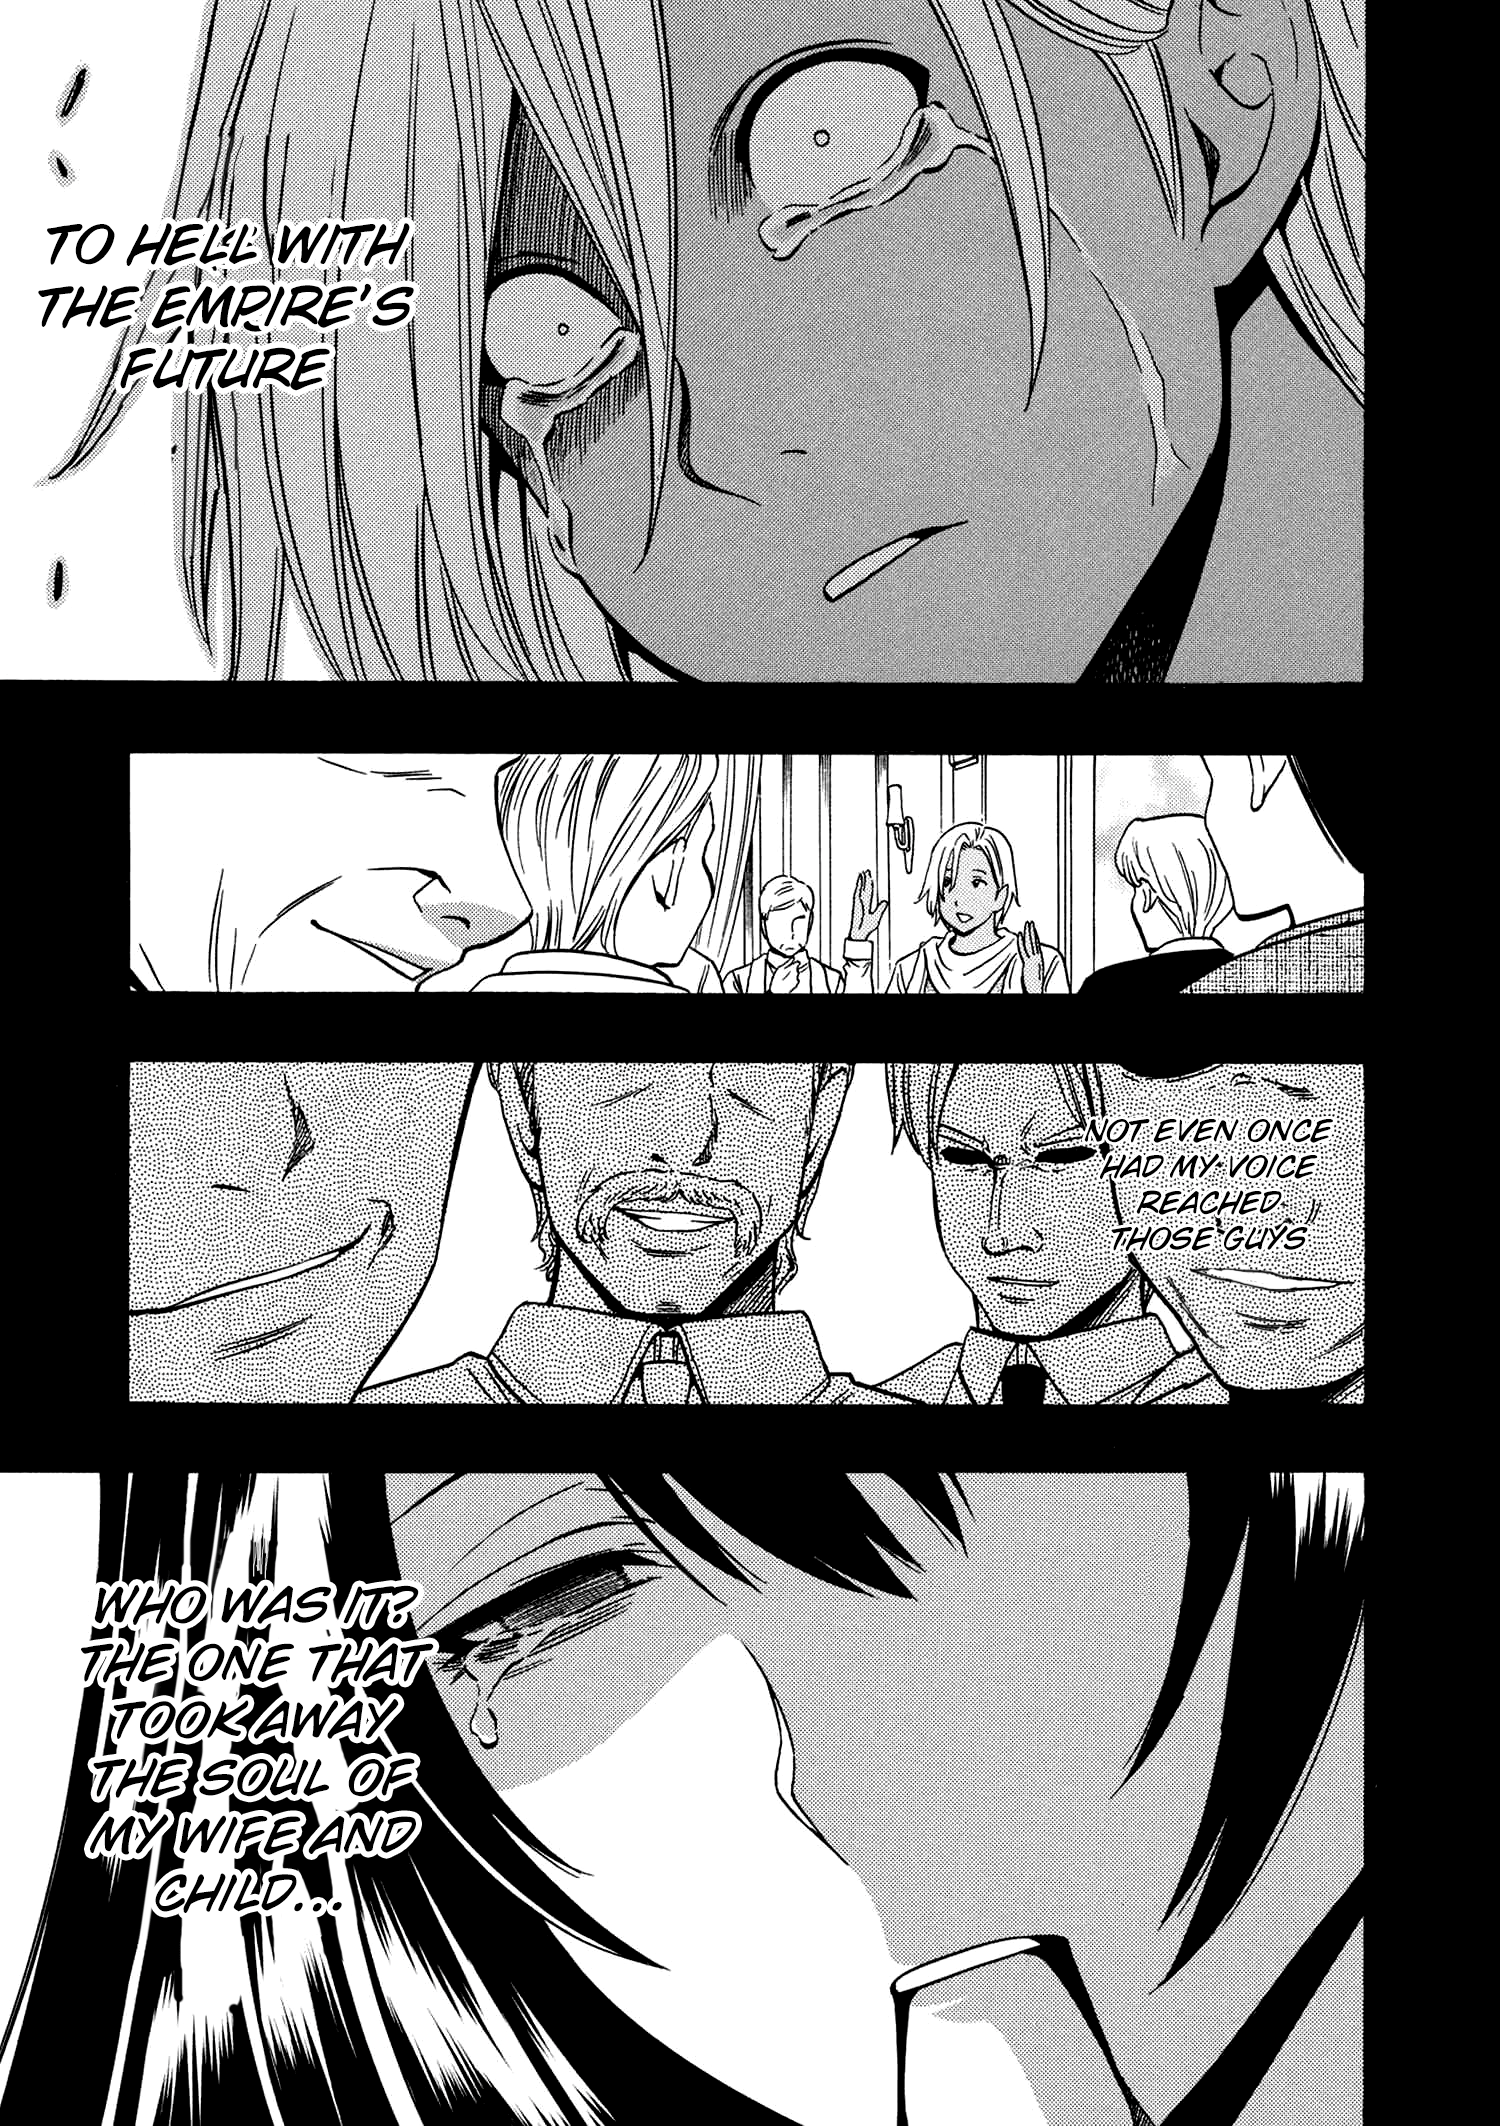 TO HELL WITH
THE EMPIRE'S
FUTURE
NOT EVEN ONCE
HAD MY VOICE
REACHED
THOSE GUYS
WHO WAS IT?
THE ONE THAT
TOOK AWAY
THE SOUL OF
MY WIFE AND
CHILD...